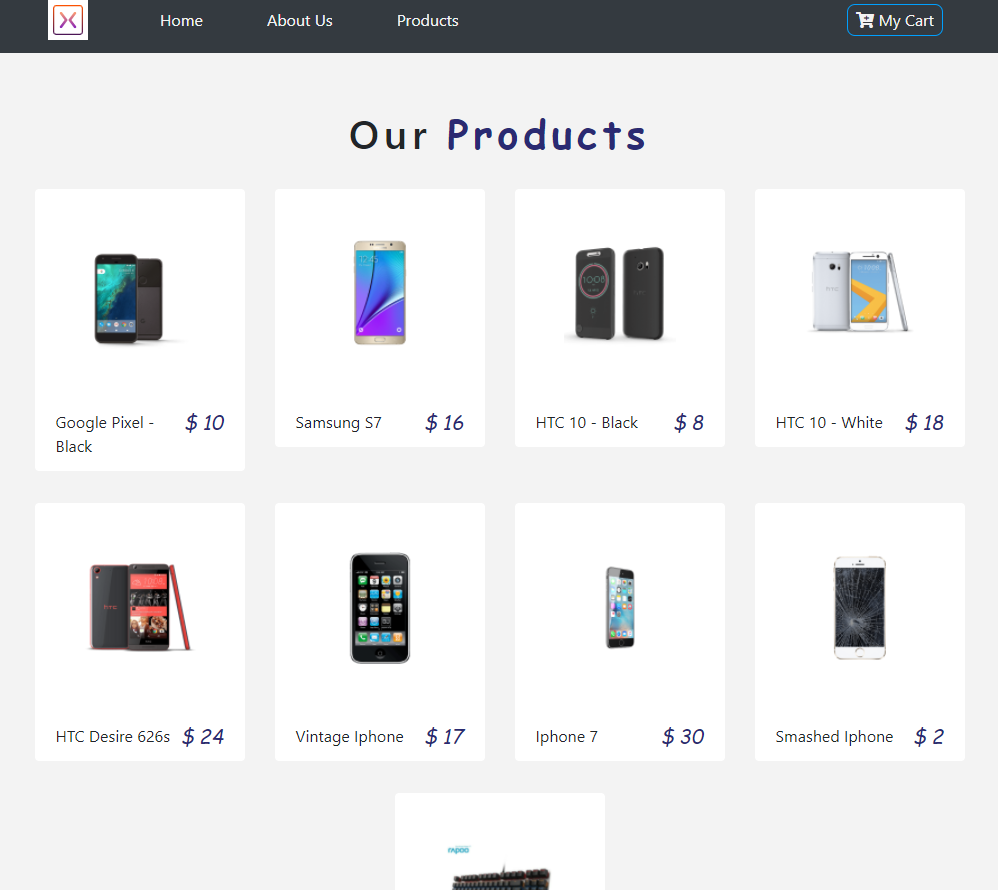 Home About Us Products My Cart
Our Products
Google Pixel - Black $ 10
Samsung S7 $ 16
HTC 10 - Black $ 8
HTC 10 - White $ 18
HTC Desire 626s $ 24
Vintage Iphone $ 17
Iphone 7 $ 30
Smashed Iphone $ 2
rapoo